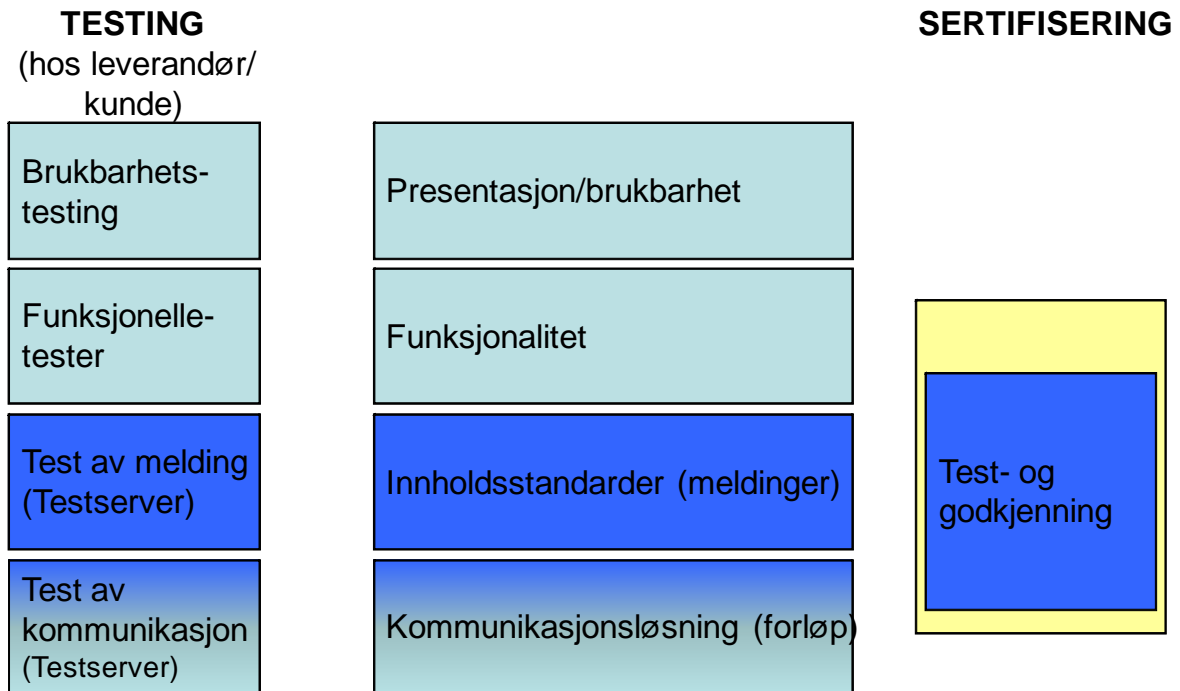 TESTING
(hos leverandør/
kunde)
SERTIFISERING
Brukbarhets-
testing
Presentasjon/brukbarhet
Funksjonelle-
tester
Funksjonalitet
Test av melding
(Testserver)
Innholdsstandarder (meldinger)
Test- og
godkjenning
Test av
kommunikasjon
(Testserver)
Kommunikasjonsløsning (forløp)